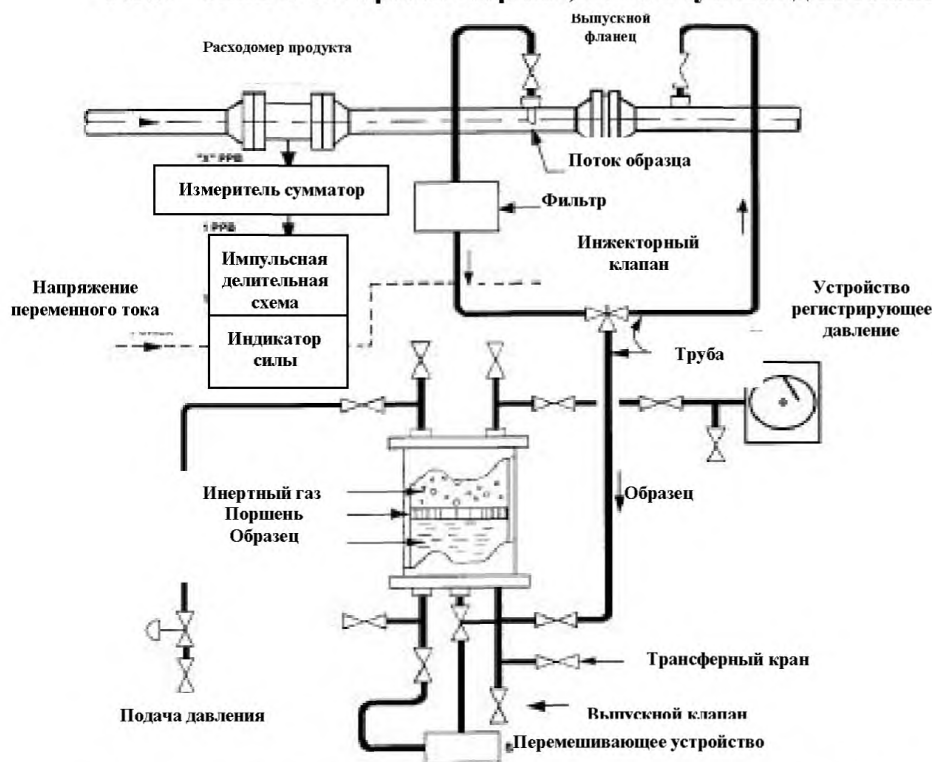 Выпускной
фланец
Расходомер продукта
"X" PPB
Поток образца
Измеритель сумматор
Фильтр
1 PPB
Импульсная
делительная
схема
Инжекторный
клапан
Напряжение
переменного тока
Устройство
регистрирующее
давление
Индикатор
силы
Труба
Инертный газ
Поршень
Образец
Образец
Трансферный кран
Подача давления
Выпускной клапан
Перемешивающее устройство